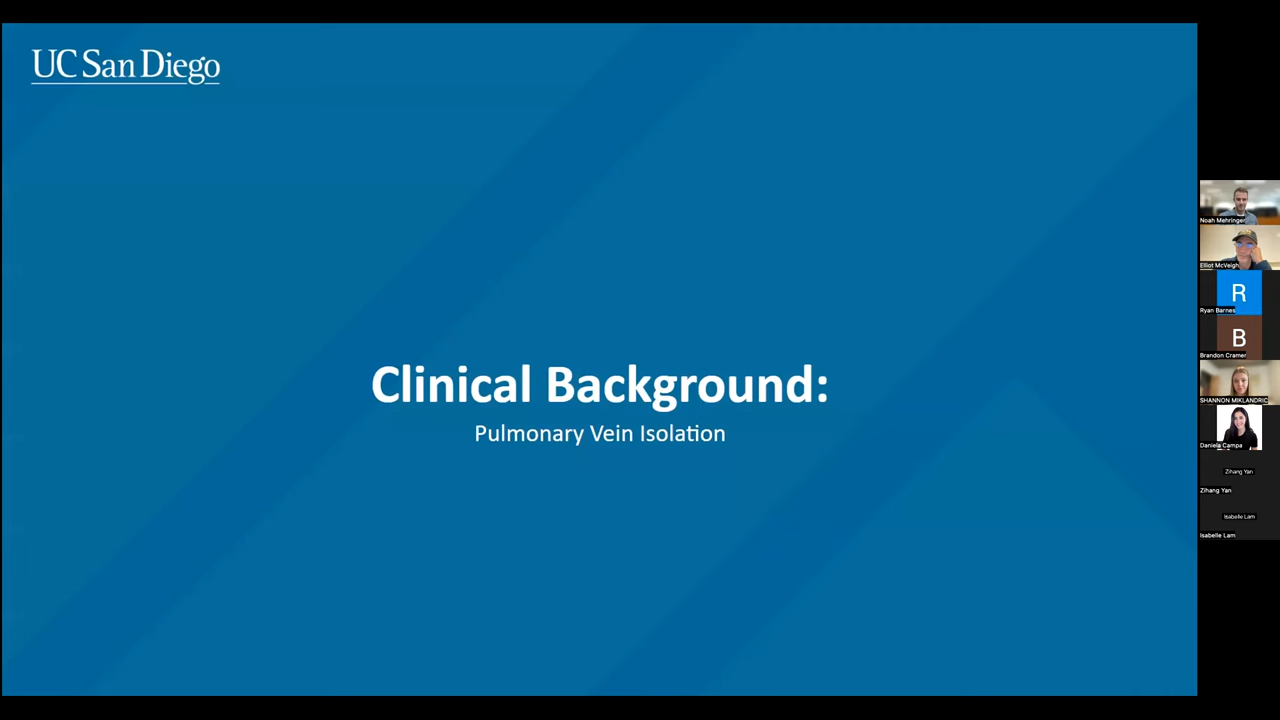 UC San Diego
Clinical Background:
Pulmonary Vein Isolation
Noah Mehringer
Elliot McVeigh
R
Ryan Barnes
B
Brandon Cramer
SHANNON MIKLANDRIC
Daniela Campa
Zihang Yan
Zihang Yan
Isabelle Lam
Isabelle Lam